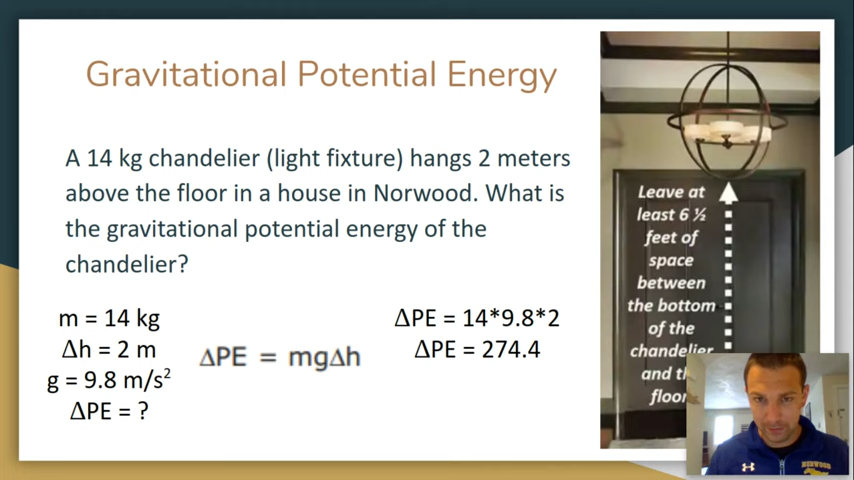 Gravitational Potential Energy
A 14 kg chandelier (light fixture) hangs 2 meters
above the floor in a house in Norwood. What is
the gravitational potential energy of the
chandelier?
m = 14 kg
Δh = 2 m
g = 9.8 m/s²
ΔPE = ?
ΔPE = mgΔh
ΔPE = 14*9.8*2
ΔPE = 274.4
Leave at
least 6 ½
feet of
space
between
the bottom
of the
chandelier
and the
floor
NORWOOD